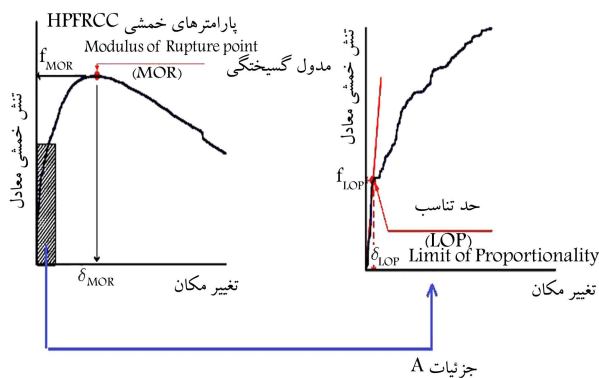 پارامترهای خمشی HPFRCC
Modulus of Rupture point
(MOR)
مدول گسیختگی
fMOR
تنش خمشی معادل
δMOR
تغییر مکان
تنش خمشی معادل
fLOP
حد تناسب
(LOP)
δLOP Limit of Proportionality
تغییر مکان
جزئیات A